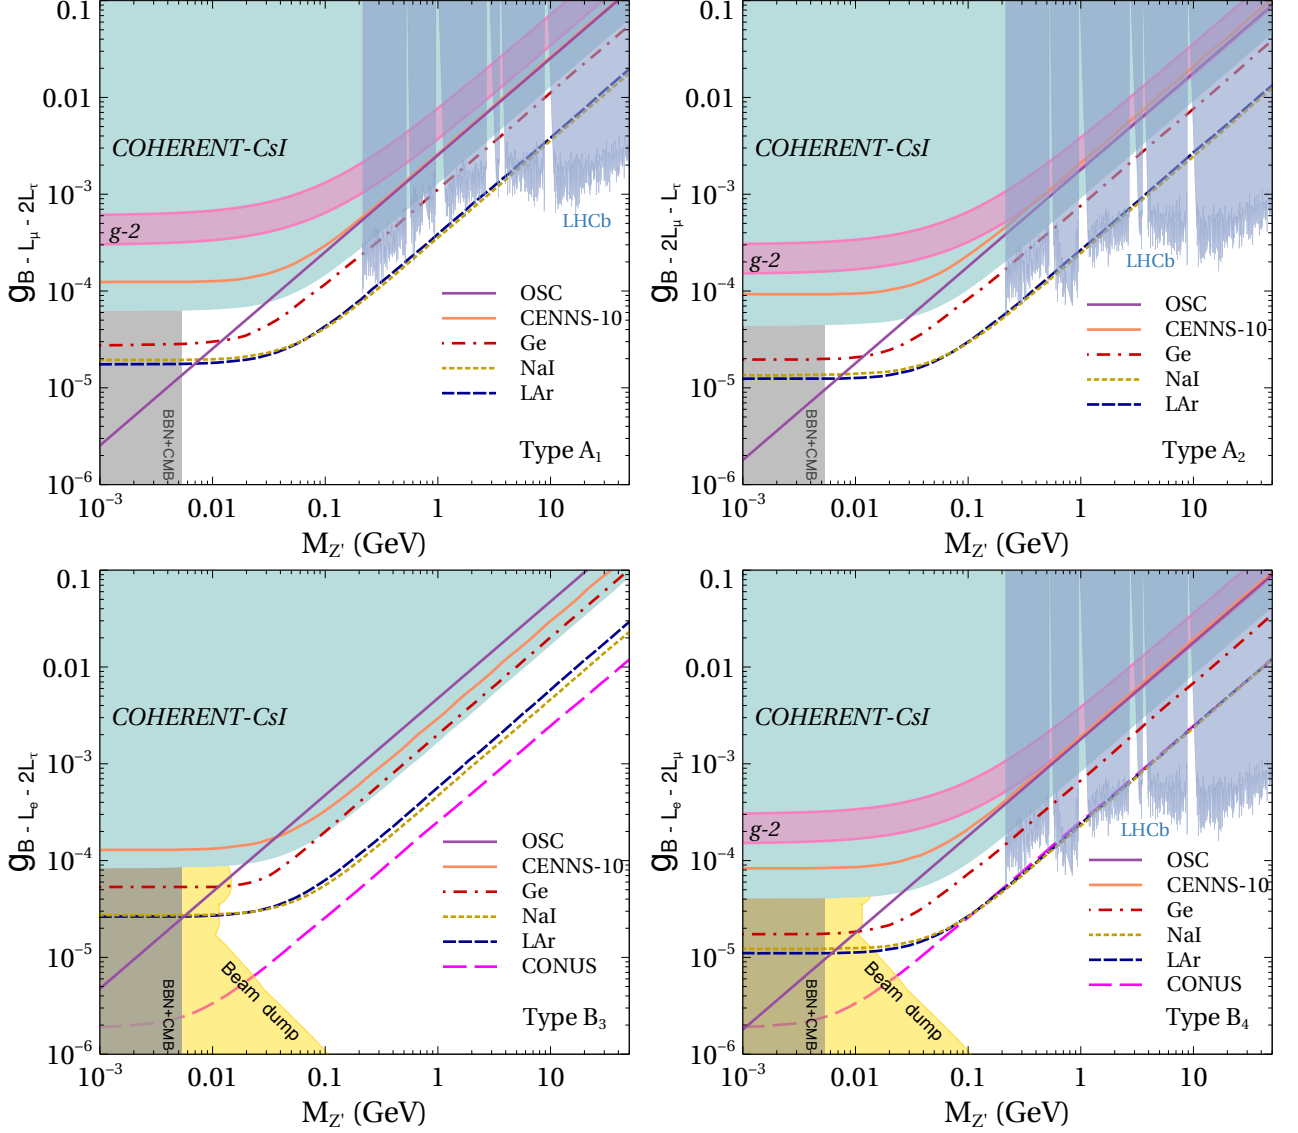 0.1
0.01
10⁻³
10⁻⁴
10⁻⁵
10⁻⁶
g_B - L_μ - 2L_τ
COHERENT-CsI
g-2
LHCb
OSC
CENNS-10
Ge
NaI
LAr
BBN+CMB
Type A₁
10⁻³ 0.01 0.1 1 10
M_Z' (GeV)
0.1
0.01
10⁻³
10⁻⁴
10⁻⁵
10⁻⁶
g_B - 2L_μ - L_τ
COHERENT-CsI
g-2
LHCb
OSC
CENNS-10
Ge
NaI
LAr
BBN+CMB
Type A₂
10⁻³ 0.01 0.1 1 10
M_Z' (GeV)
0.1
0.01
10⁻³
10⁻⁴
10⁻⁵
10⁻⁶
g_B - L_e - 2L_τ
COHERENT-CsI
OSC
CENNS-10
Ge
NaI
LAr
CONUS
Beam dump
BBN+CMB
Type B₃
10⁻³ 0.01 0.1 1 10
M_Z' (GeV)
0.1
0.01
10⁻³
10⁻⁴
10⁻⁵
10⁻⁶
g_B - L_e - 2L_μ
COHERENT-CsI
g-2
LHCb
OSC
CENNS-10
Ge
NaI
LAr
CONUS
Beam dump
BBN+CMB
Type B₄
10⁻³ 0.01 0.1 1 10
M_Z' (GeV)